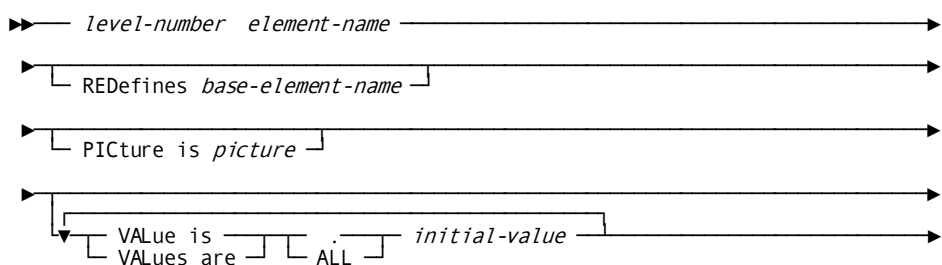 level-number element-name
REDefines base-element-name
PICture is picture
VALue is . initial-value
VALues are ALL